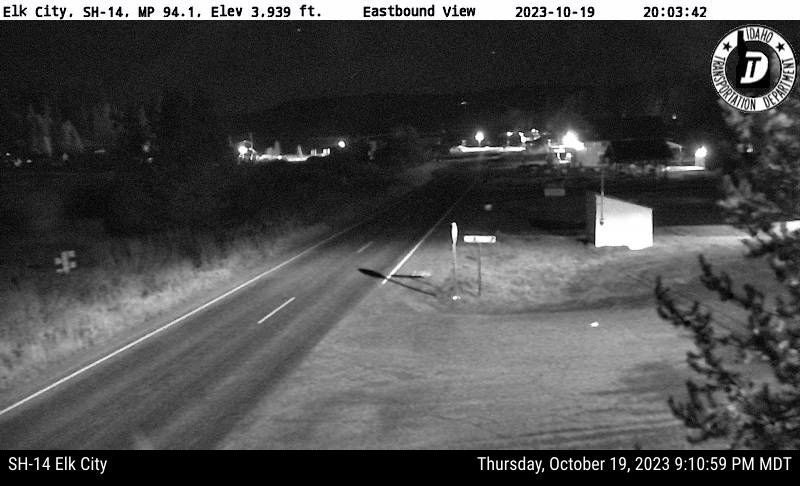 Elk City, SH-14, MP 94.1, Elev 3,939 ft. Eastbound View 2023-10-19 20:03:42
IDAHO
TRANSPORTATION DEPARTMENT
SH-14 Elk City Thursday, October 19, 2023 9:10:59 PM MDT